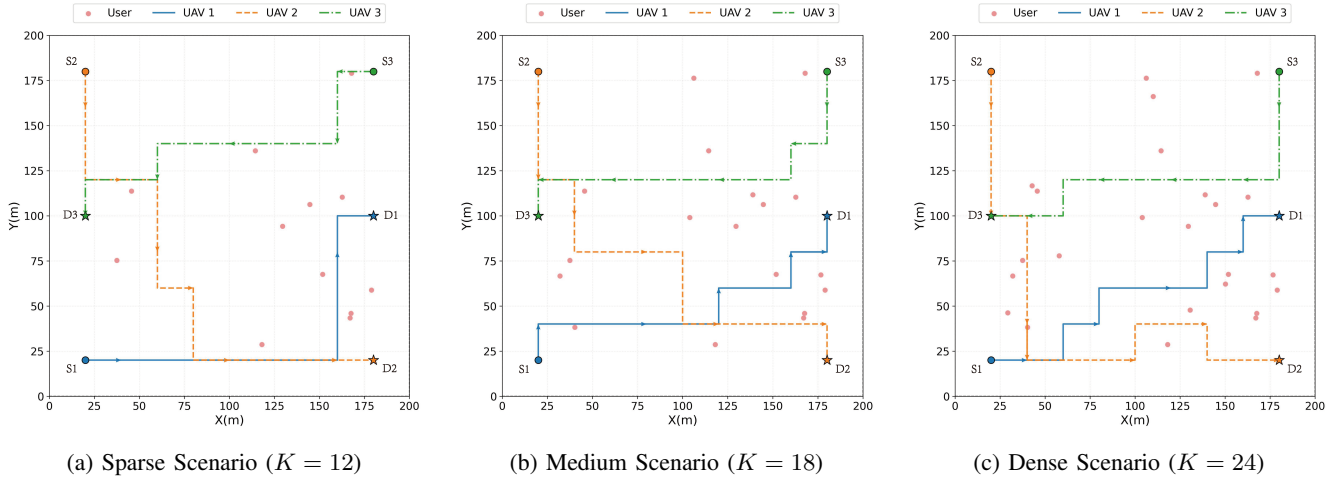 User UAV 1 UAV 2 UAV 3
200
175
150
125
100
75
50
25
0
Y(m)
S2
S3
D3
D1
S1
D2
0 25 50 75 100 125 150 175 200
X(m)
(a) Sparse Scenario (K = 12)
User UAV 1 UAV 2 UAV 3
200
175
150
125
100
75
50
25
0
Y(m)
S2
S3
D3
D1
S1
D2
0 25 50 75 100 125 150 175 200
X(m)
(b) Medium Scenario (K = 18)
User UAV 1 UAV 2 UAV 3
200
175
150
125
100
75
50
25
0
Y(m)
S2
S3
D3
D1
S1
D2
0 25 50 75 100 125 150 175 200
X(m)
(c) Dense Scenario (K = 24)